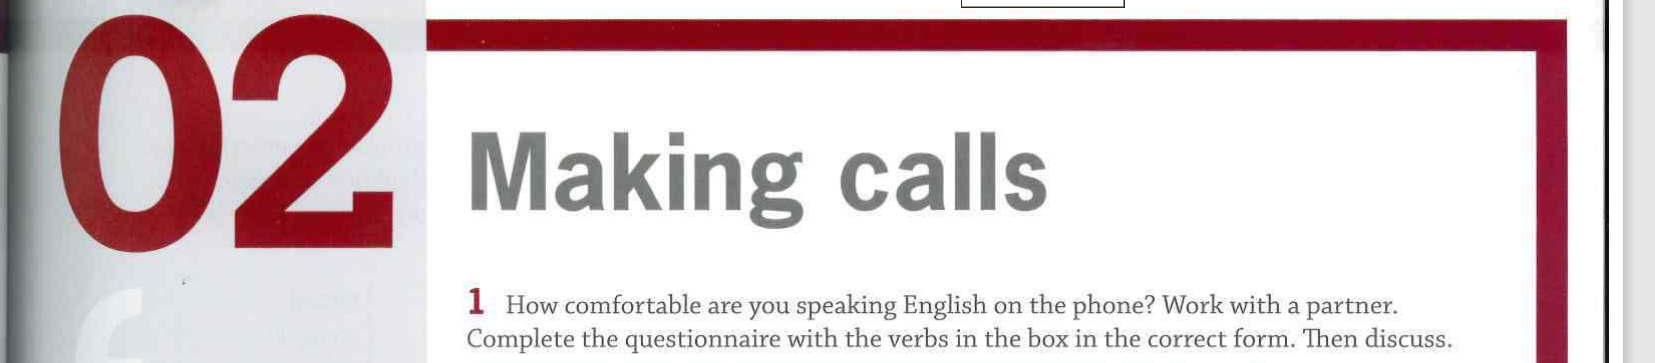 02
Making calls
1 How comfortable are you speaking English on the phone? Work with a partner.
Complete the questionnaire with the verbs in the box in the correct form. Then discuss.